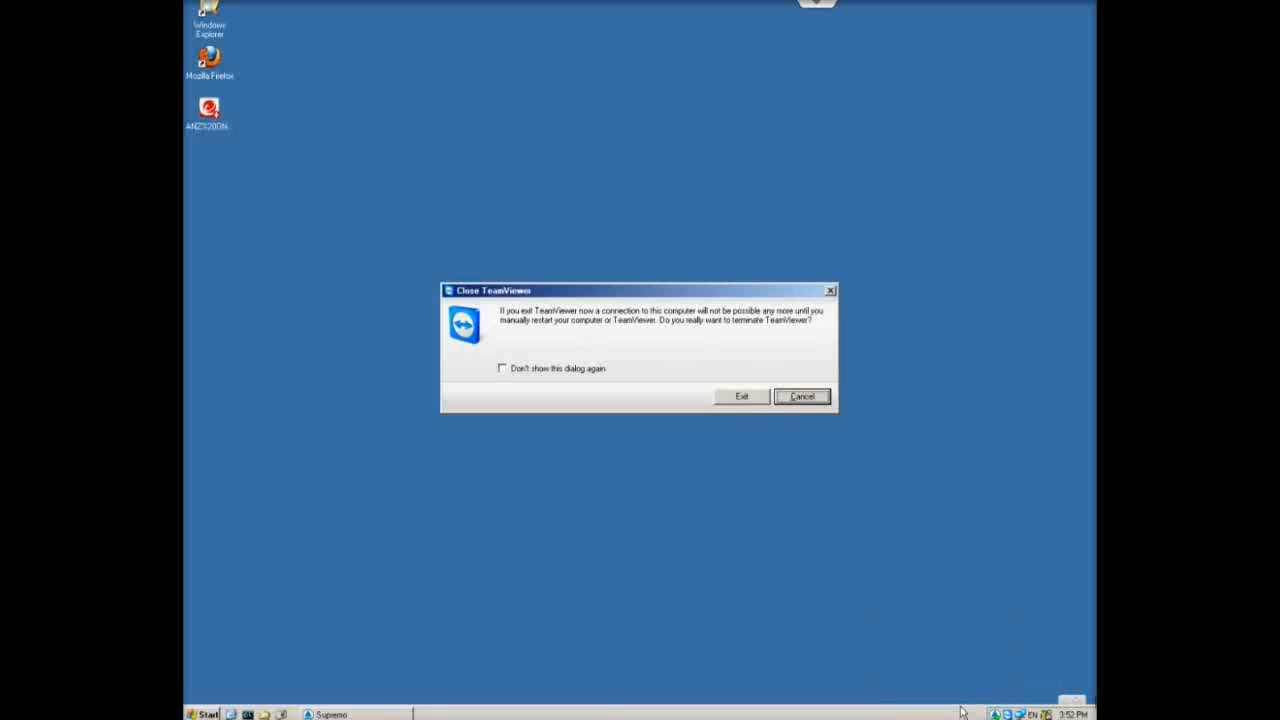 Windows
Explorer
Mozilla Firefox
Close TeamViewer
If you exit TeamViewer now a connection to this computer will not be possible any more until you
manually restart your computer or TeamViewer. Do you really want to terminate TeamViewer?
Don't show this dialog again
Exit
Cancel
Start
Supremo
EN
3:52 PM